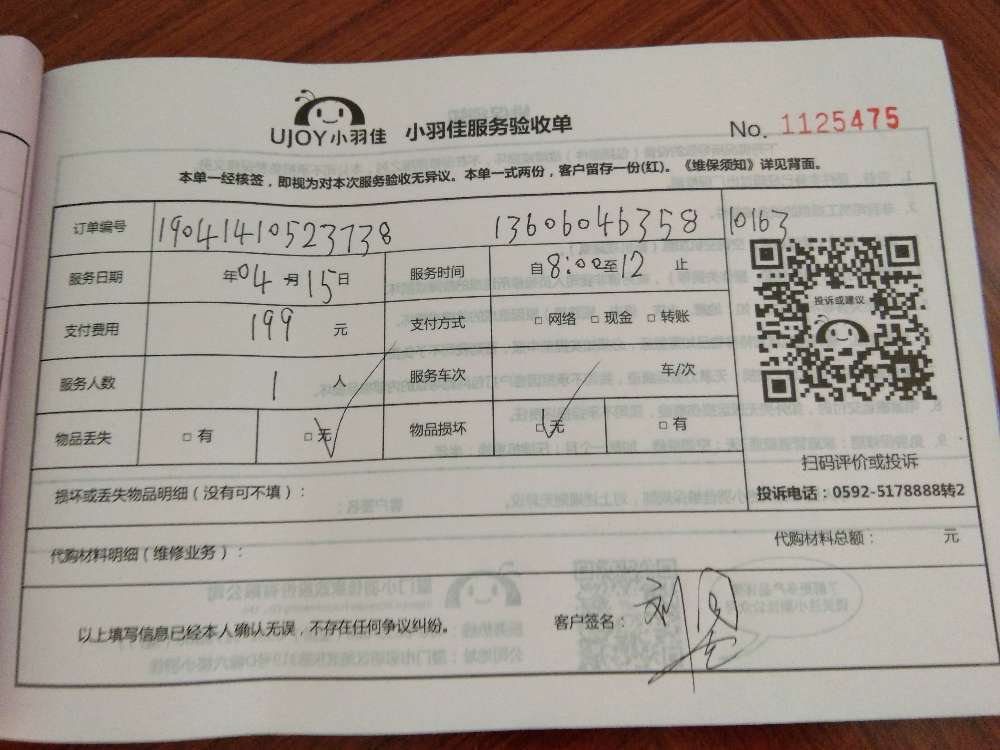 UJOY小羽佳 小羽佳服务验收单
No. 1125475
本单一经核签，即视为对本次服务验收无异议。本单一式两份，客户留存一份(红)。《维保须知》详见背面。
订单编号 19041410523738 13606046358 10163
服务日期 年04月15日 服务时间 自8:00至12止
支付费用 199 元 支付方式 □ 网络 □ 现金 □ 转账
服务人数 1 人 服务车次 车/次
物品丢失 □ 有 □ 无 物品损坏 □ 无 □ 有
投诉或建议
扫码评价或投诉
投诉电话：0592-5178888转2
损坏或丢失物品明细（没有可不填）：
代购材料明细（维修业务）： 代购材料总额： 元
以上填写信息已经本人确认无误，不存在任何争议纠纷。 客户签名：刘